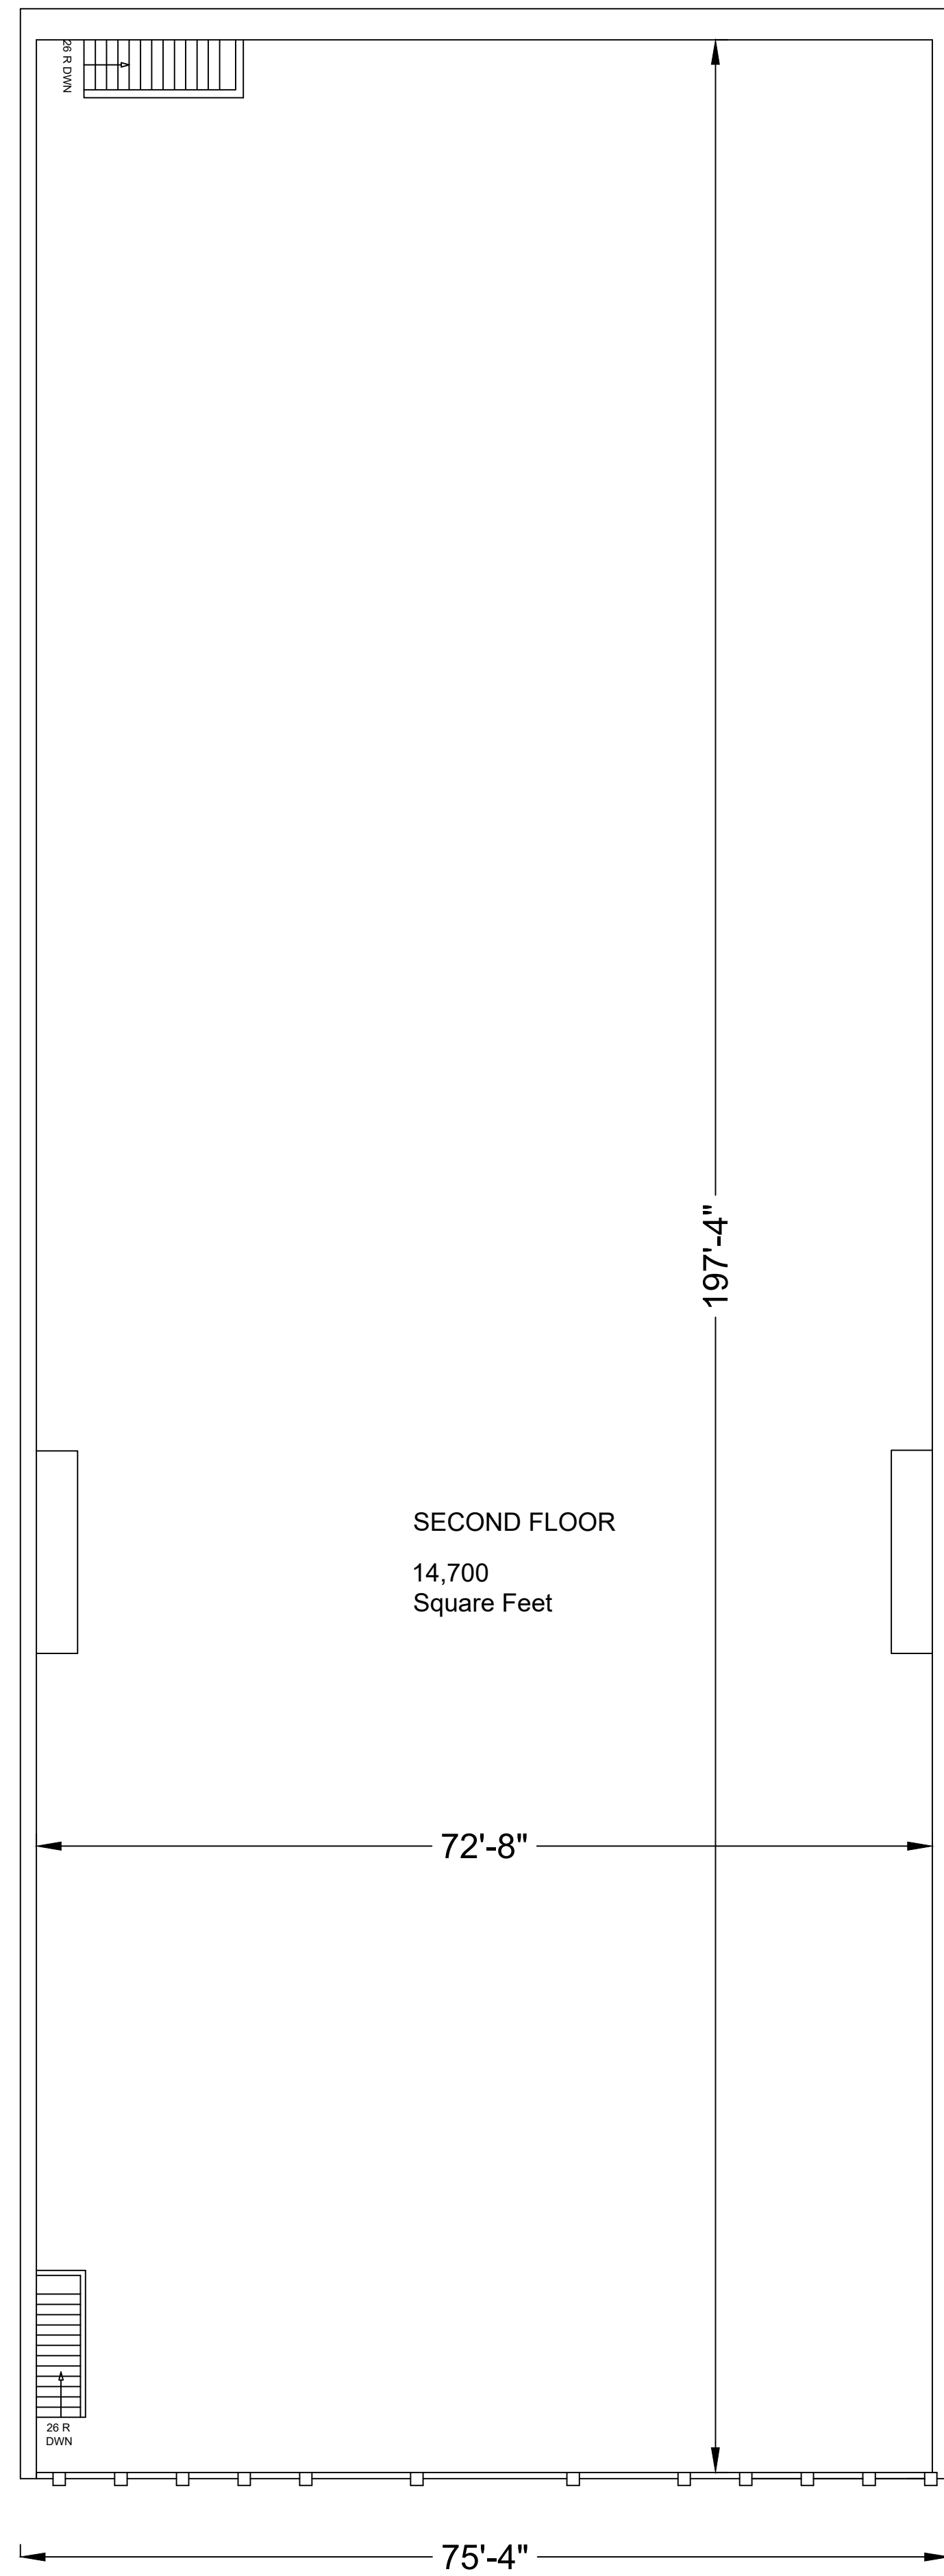 26 R DWN
197'-4"
SECOND FLOOR
14,700
Square Feet
72'-8"
26 R
DWN
75'-4"